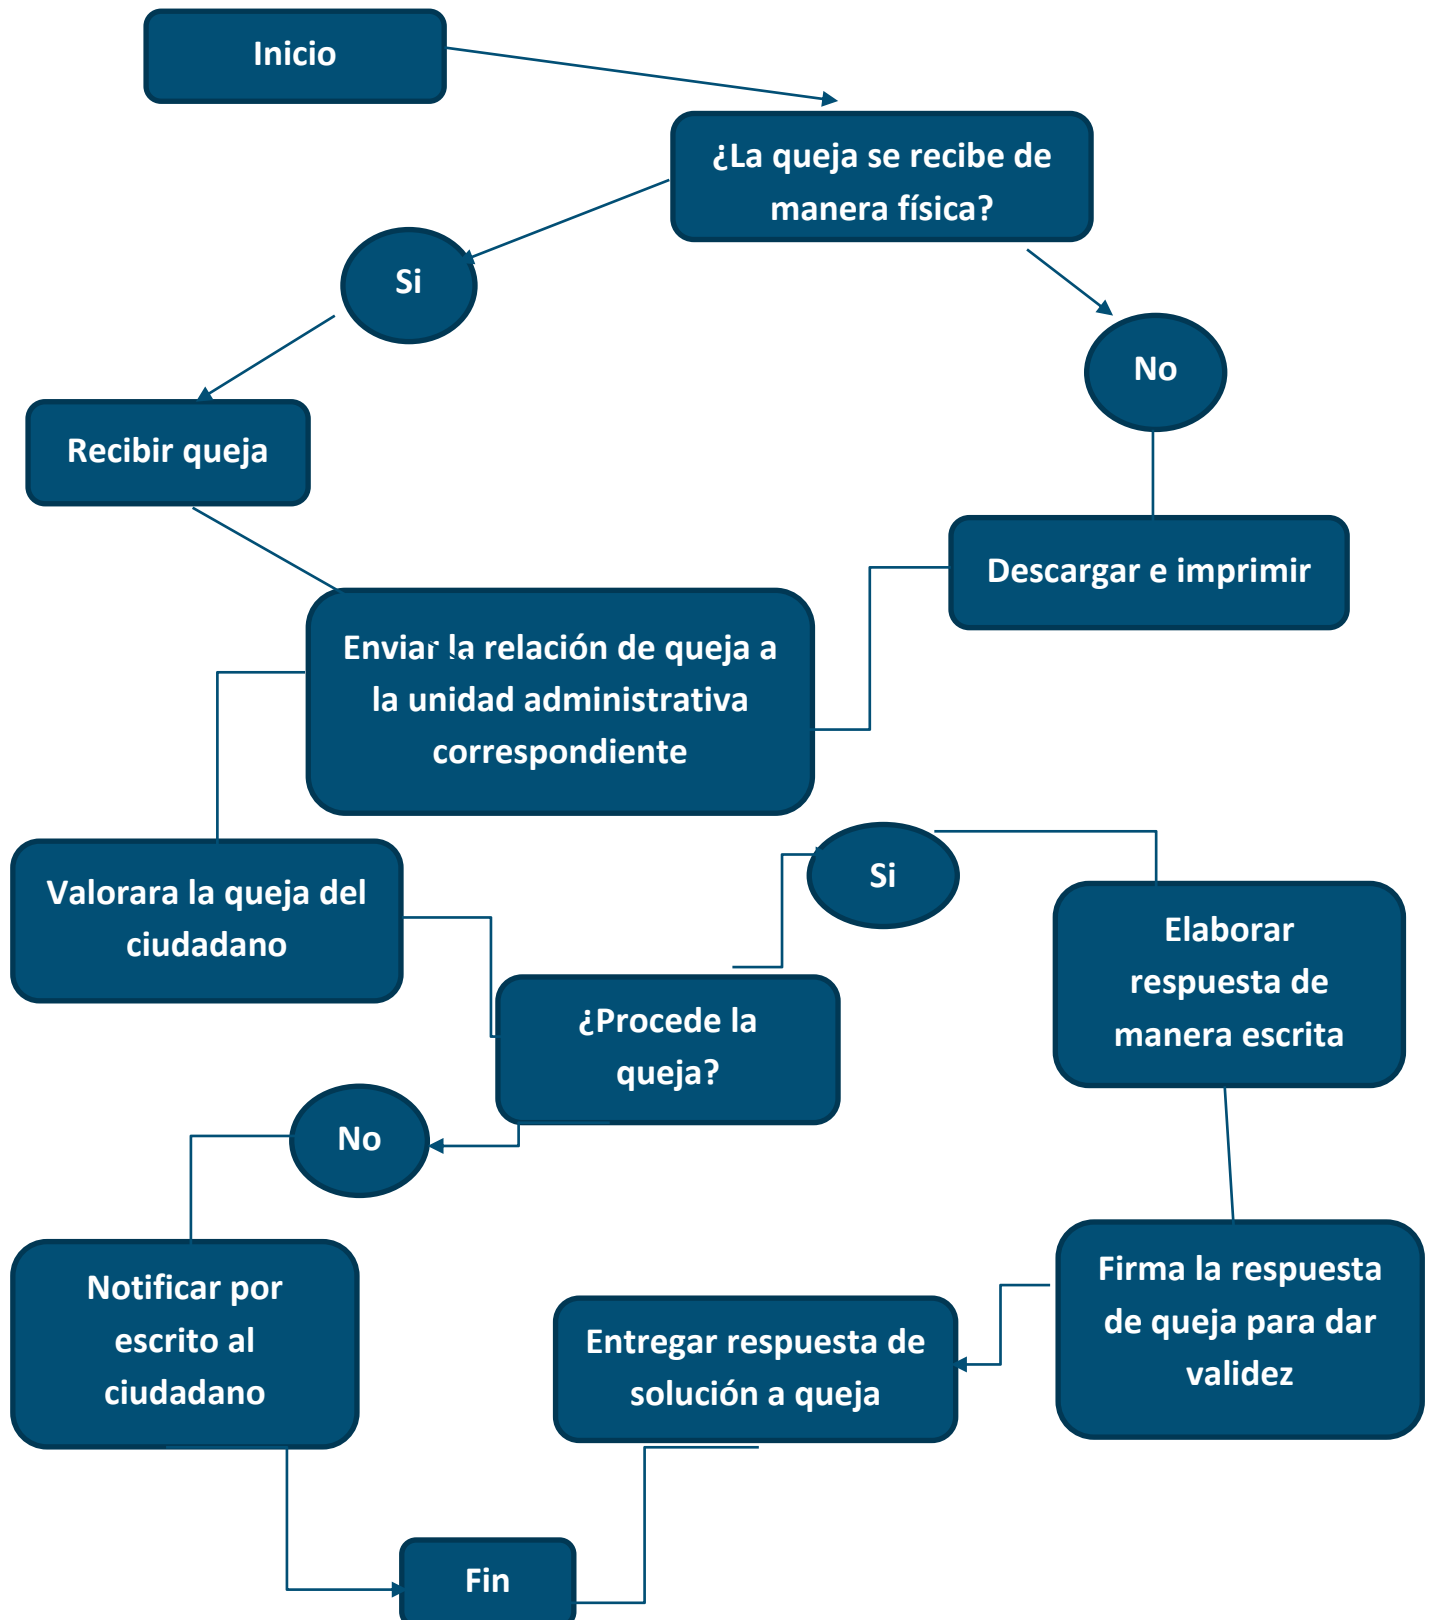 Inicio
¿La queja se recibe de
manera física?
Si
No
Recibir queja
Descargar e imprimir
Enviar la relación de queja a
la unidad administrativa
correspondiente
Valorara la queja del
ciudadano
Si
Elaborar
respuesta de
manera escrita
¿Procede la
queja?
No
Notificar por
escrito al
ciudadano
Firma la respuesta
de queja para dar
validez
Entregar respuesta de
solución a queja
Fin